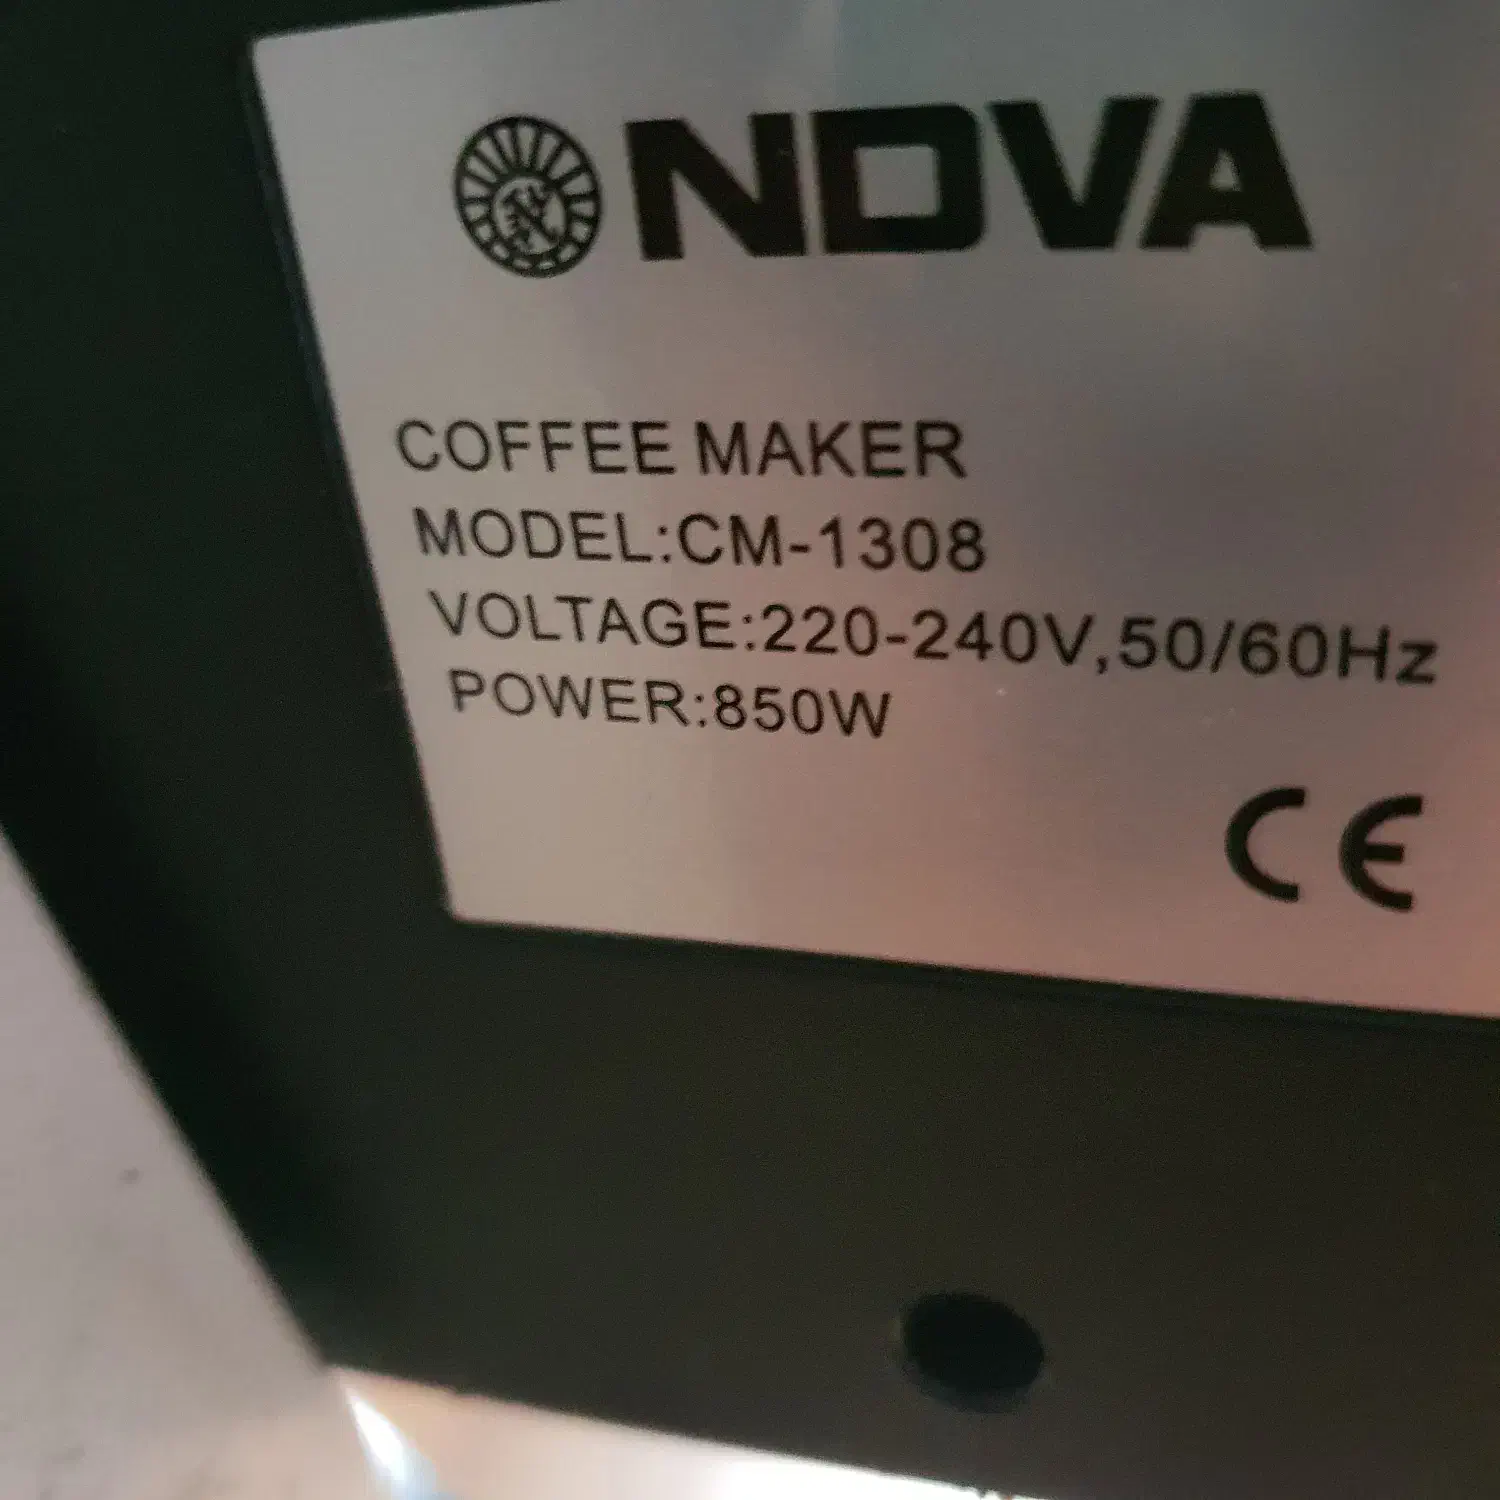 NOVA
COFFEE MAKER
MODEL:CM-1308
VOLTAGE:220-240V,50/60Hz
POWER:850W
CE